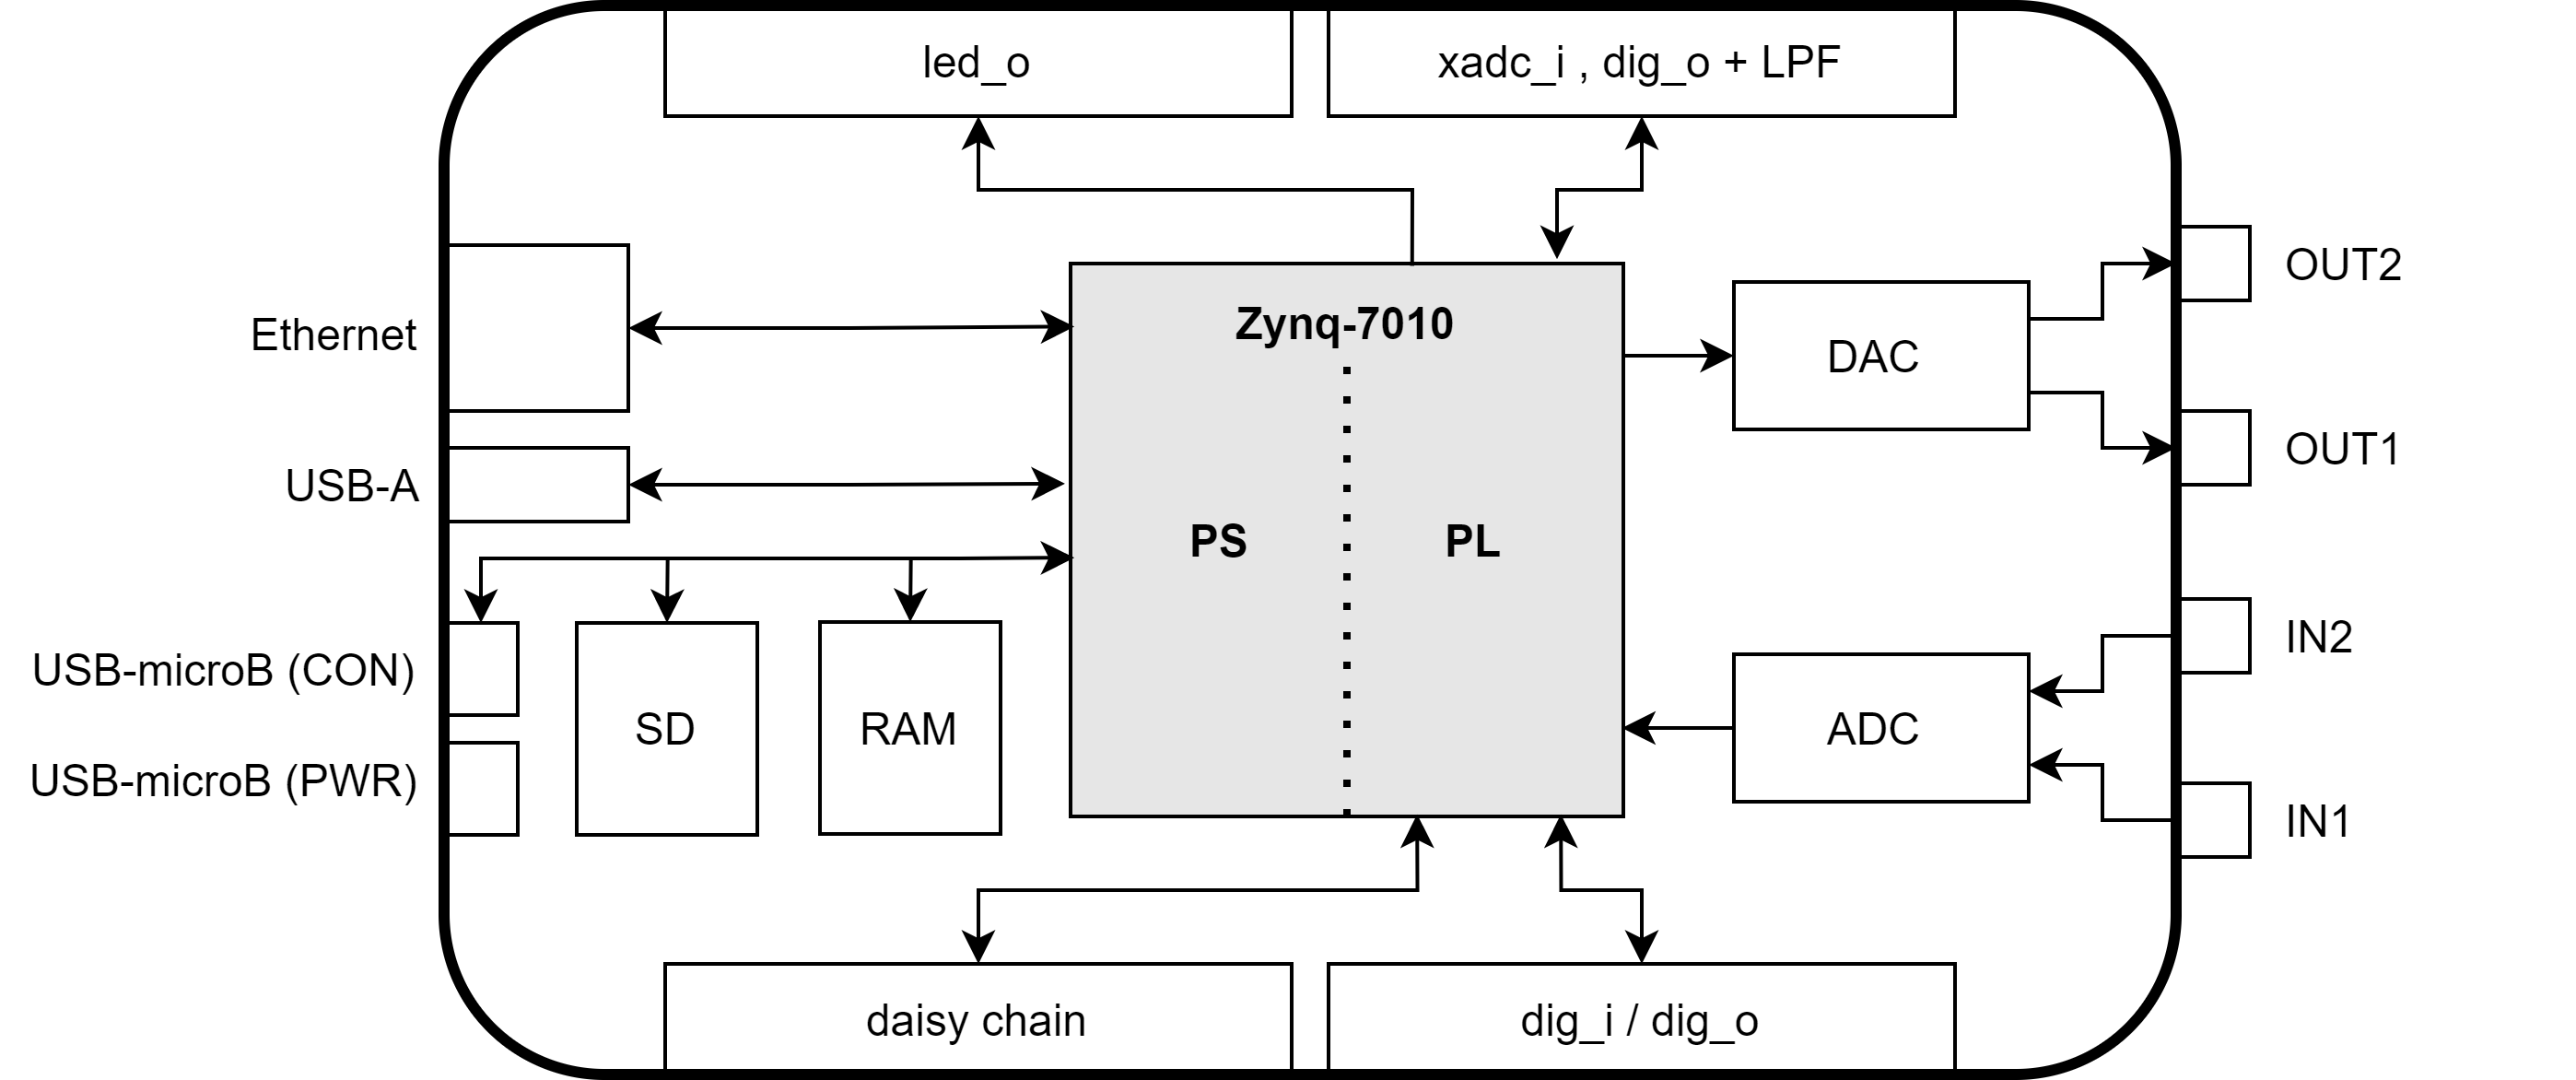 led_o
xadc_i , dig_o + LPF
Ethernet
USB-A
USB-microB (CON)
USB-microB (PWR)
SD
RAM
Zynq-7010
PS
PL
DAC
ADC
OUT2
OUT1
IN2
IN1
daisy chain
dig_i / dig_o